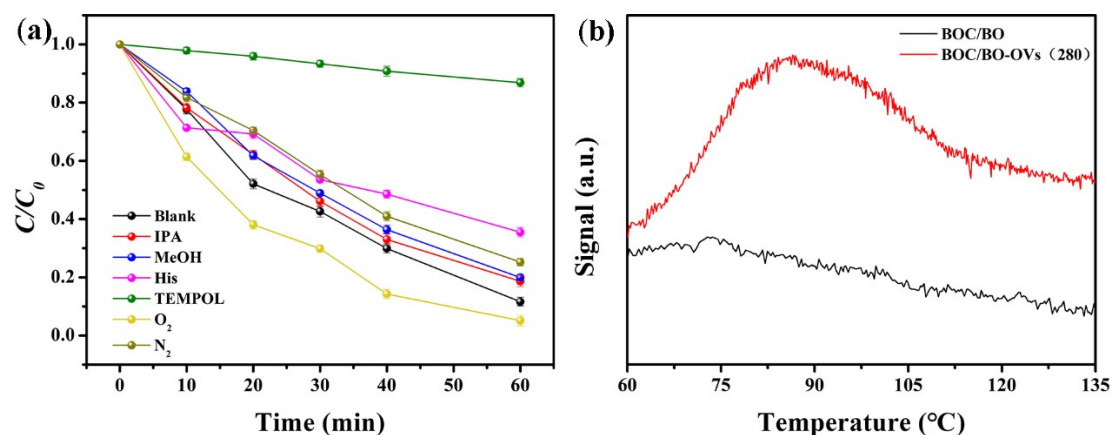 (a)
C/C0
1.0
0.8
0.6
0.4
0.2
0.0
Blank
IPA
MeOH
His
TEMPOL
O2
N2
0 10 20 30 40 50 60
Time (min)
(b)
Signal (a.u.)
BOC/BO
BOC/BO-OVs（280）
60 75 90 105 120 135
Temperature (°C)